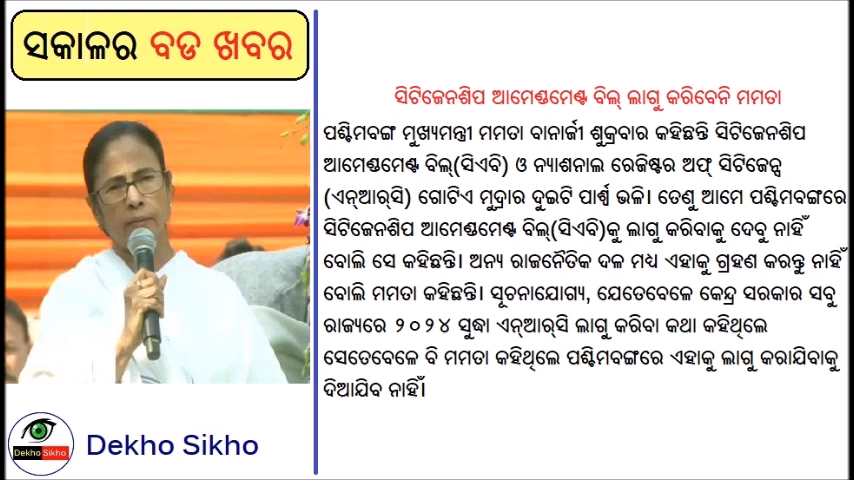 ସକାଳର ବଡ ଖବର
ସିଟିଜେନଶିପ ଆମେଣ୍ଡମେଣ୍ଟ ବିଲ୍ ଲାଗୁ କରିବେନି ମମତା
ପଶ୍ଚିମବଙ୍ଗ ମୁଖ୍ୟମନ୍ତ୍ରୀ ମମତା ବାନାର୍ଜୀ ଶୁକ୍ରବାର କହିଛନ୍ତି ସିଟିଜେନଶିପ
ଆମେଣ୍ଡମେଣ୍ଟ ବିଲ୍(ସିଏବି) ଓ ନ୍ୟାଶନାଲ ରେଜିଷ୍ଟର ଅଫ୍ ସିଟିଜେନ୍ସ
(ଏନ୍ଆର୍ସି) ଗୋଟିଏ ମୁଦ୍ରାର ଦୁଇଟି ପାର୍ଶ୍ଵ ଭଳି। ତେଣୁ ଆମେ ପଶ୍ଚିମବଙ୍ଗରେ
ସିଟିଜେନଶିପ ଆମେଣ୍ଡମେଣ୍ଟ ବିଲ୍(ସିଏବି)କୁ ଲାଗୁ କରିବାକୁ ଦେବୁ ନାହିଁ
ବୋଲି ସେ କହିଛନ୍ତି। ଅନ୍ୟ ରାଜନୈତିକ ଦଳ ମଧ୍ୟ ଏହାକୁ ଗ୍ରହଣ କରନ୍ତୁ ନାହିଁ
ବୋଲି ମମତା କହିଛନ୍ତି। ସୂଚନାଯୋଗ୍ୟ, ଯେତେବେଳେ କେନ୍ଦ୍ର ସରକାର ସବୁ
ରାଜ୍ୟରେ ୨୦୨୪ ସୁଦ୍ଧା ଏନ୍ଆର୍ସି ଲାଗୁ କରିବା କଥା କହିଥିଲେ
ସେତେବେଳେ ବି ମମତା କହିଥିଲେ ପଶ୍ଚିମବଙ୍ଗରେ ଏହାକୁ ଲାଗୁ କରାଯିବାକୁ
ଦିଆଯିବ ନାହିଁ।
Dekho Sikho
Dekho Sikho